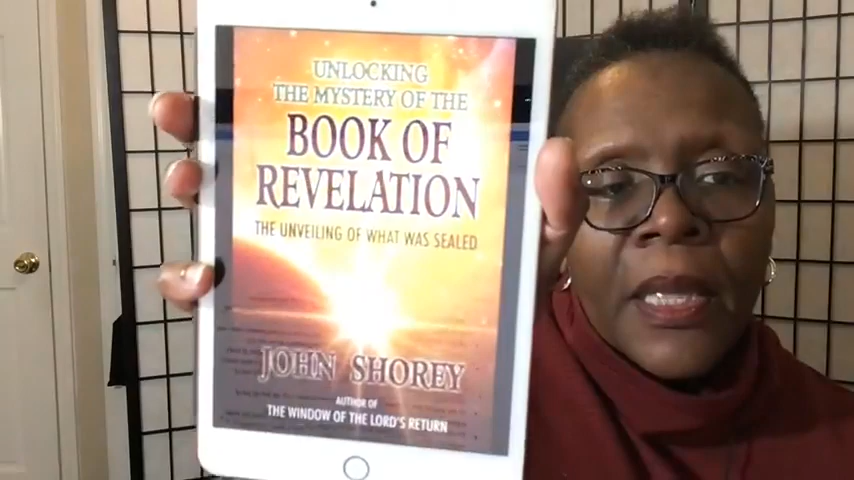 UNLOCKING
THE MYSTERY OF THE
BOOK OF
REVELATION
THE UNVEILING OF WHAT WAS SEALED
JOHN SHOREY
AUTHOR OF
THE WINDOW OF THE LORD'S RETURN